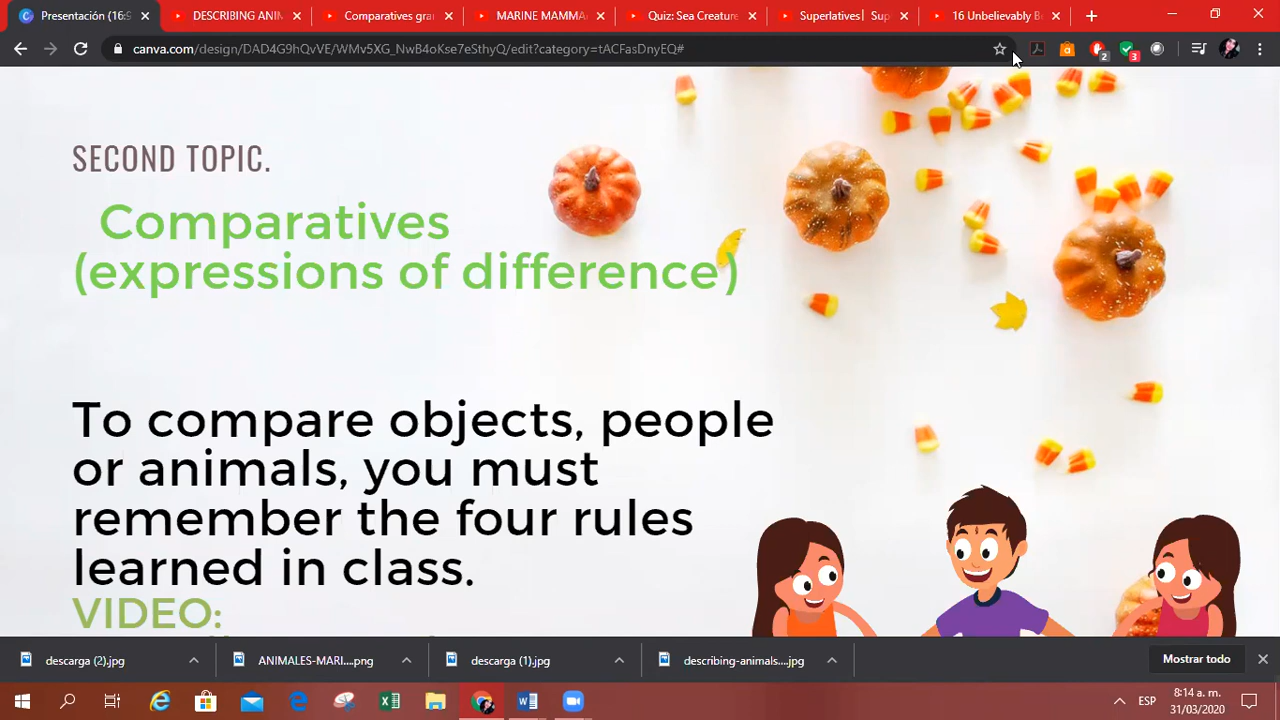 Presentación (16:9
DESCRIBING ANIM
Comparatives gra
MARINE MAMMA
Quiz: Sea Creature
Superlatives | Sup
16 Unbelievably B
canva.com/design/DAD4G9hQvVE/WMv5XG_NwB4oKse7eSthyQ/edit?category=tACFasDnyEQ#
2
3
SECOND TOPIC.
Comparatives
(expressions of difference)
To compare objects, people
or animals, you must
remember the four rules
learned in class.
VIDEO:
descarga (2).jpg
ANIMALES-MARI....png
descarga (1).jpg
describing-animals....jpg
Mostrar todo
ESP
8:14 a. m.
31/03/2020